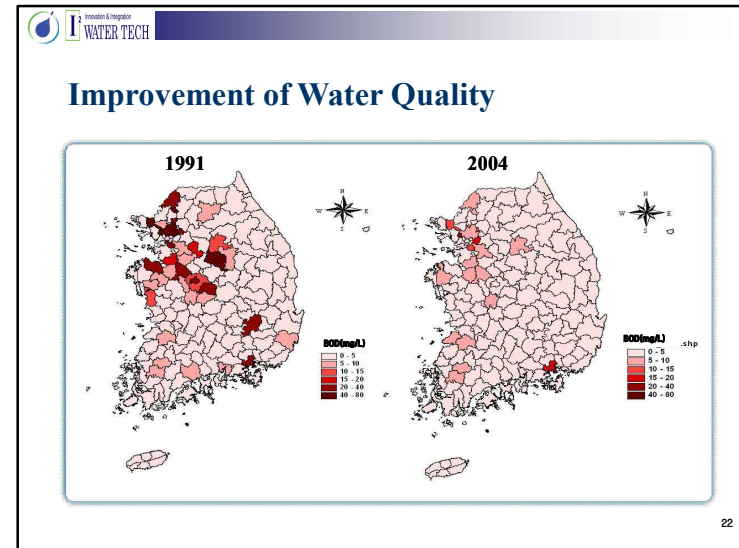 I² Innovation & Integration
WATER TECH
Improvement of Water Quality
1991
2004
N
W E
S
N
W E
S
BOD(mg/L)
0 - 5
5 - 10
10 - 15
15 - 20
20 - 40
40 - 80
BOD(mg/L)
.shp
0 - 5
5 - 10
10 - 15
15 - 20
20 - 40
40 - 80
22